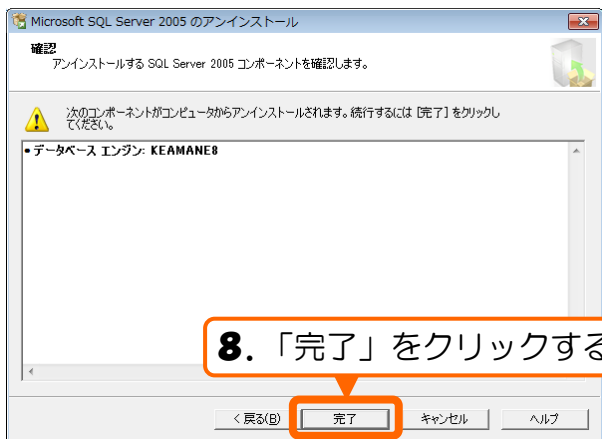 Microsoft SQL Server 2005 のアンインストール
確認
アンインストールする SQL Server 2005 コンポーネントを確認します。
次のコンポーネントがコンピュータからアンインストールされます。続行するには [完了] をクリックし
てください。
• データベース エンジン: KEAMANE8
8. 「完了」をクリックする
< 戻る(B)
完了
キャンセル
ヘルプ